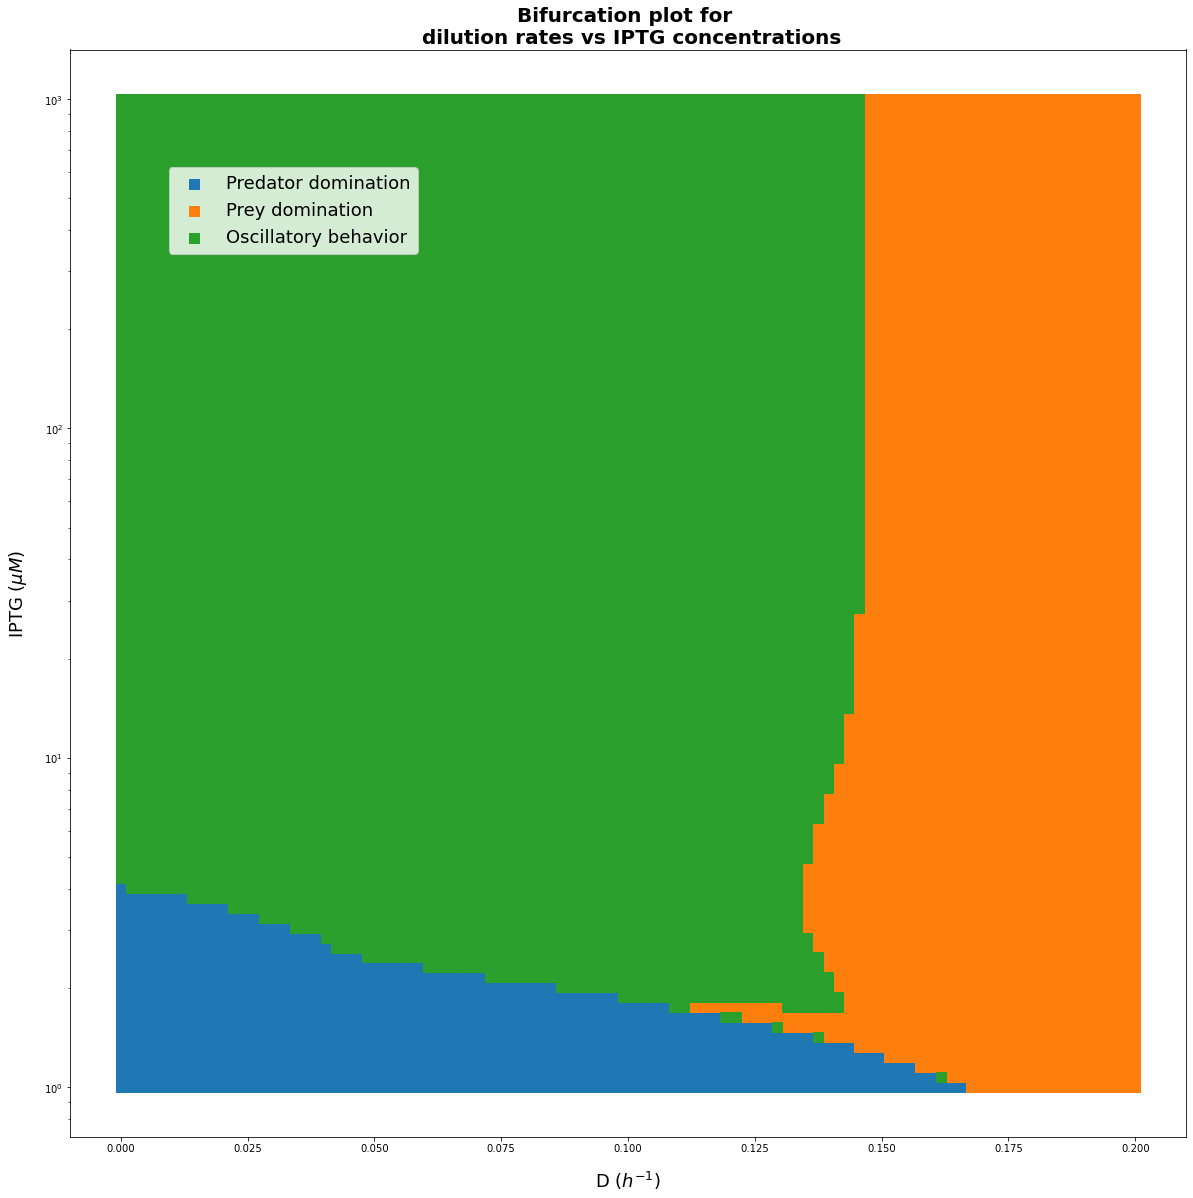 Bifurcation plot for
dilution rates vs IPTG concentrations
10³
10²
10¹
10⁰
IPTG (μM)
Predator domination
Prey domination
Oscillatory behavior
0.000 0.025 0.050 0.075 0.100 0.125 0.150 0.175 0.200
D (h⁻¹)